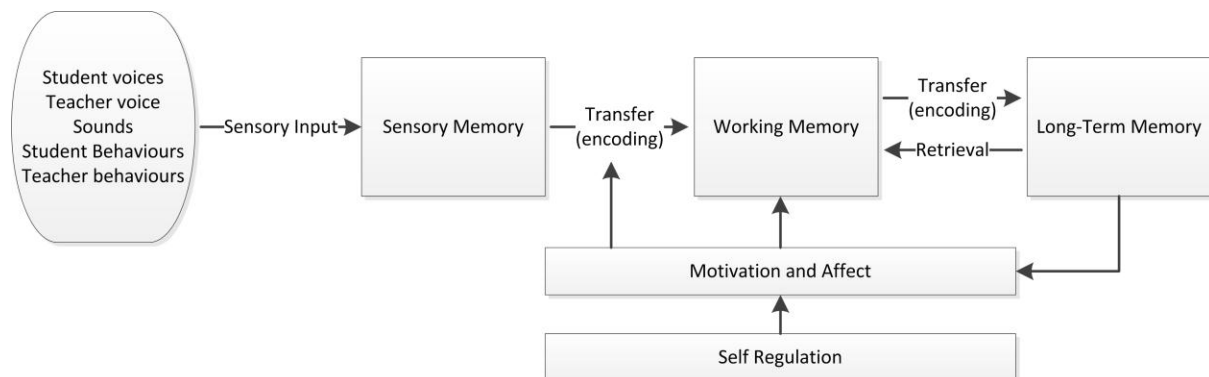 Student voices
Teacher voice
Sounds
Student Behaviours
Teacher behaviours
Sensory Input
Sensory Memory
Transfer
(encoding)
Working Memory
Transfer
(encoding)
Retrieval
Long-Term Memory
Motivation and Affect
Self Regulation